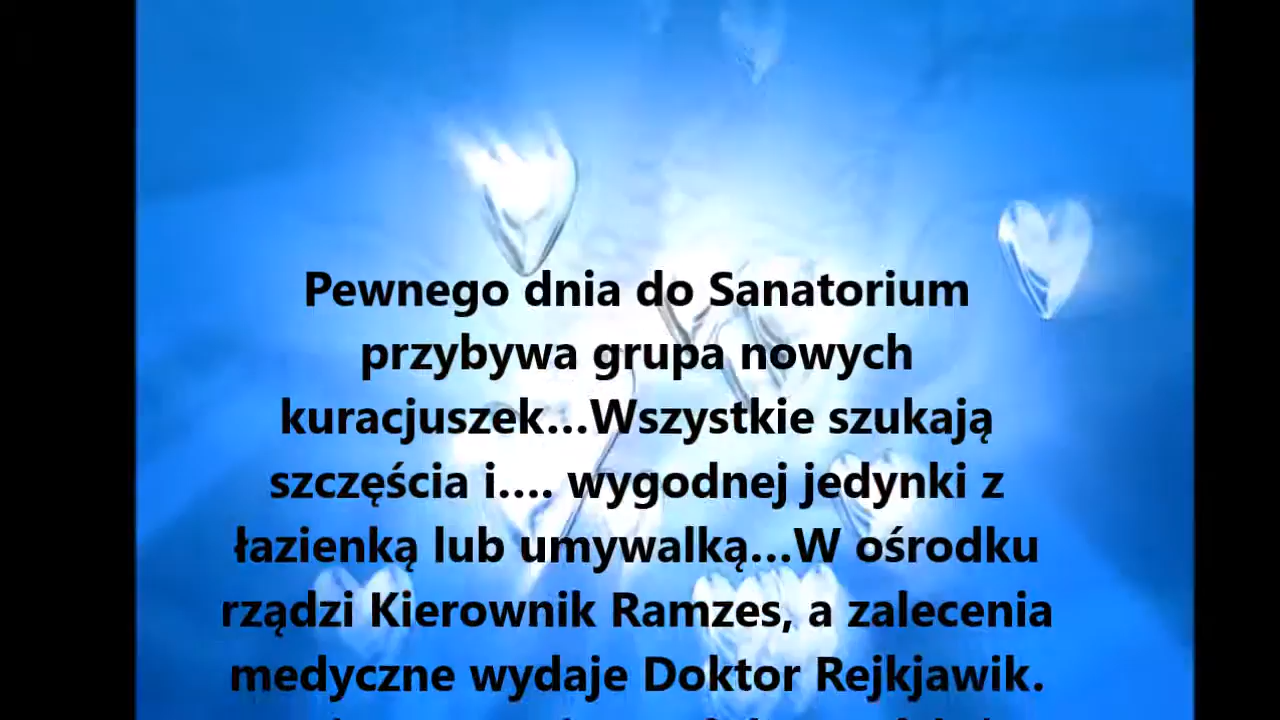 Pewnego dnia do Sanatorium
przybywa grupa nowych
kuracjuszek...Wszystkie szukają
szczęścia i.... wygodnej jedynki z
łazienką lub umywalką...W ośrodku
rządzi Kierownik Ramzes, a zalecenia
medyczne wydaje Doktor Rejkjawik.